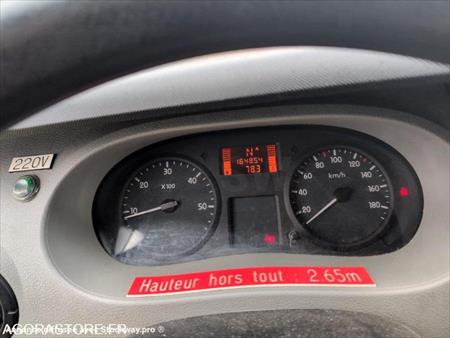 220V
N A
164854
783
10 20 30 40 50
X100
20 40 60 80 100 120 140 160 180
km/h
Hauteur hors tout : 2.65m
AGORASTORE.FR
pro ®